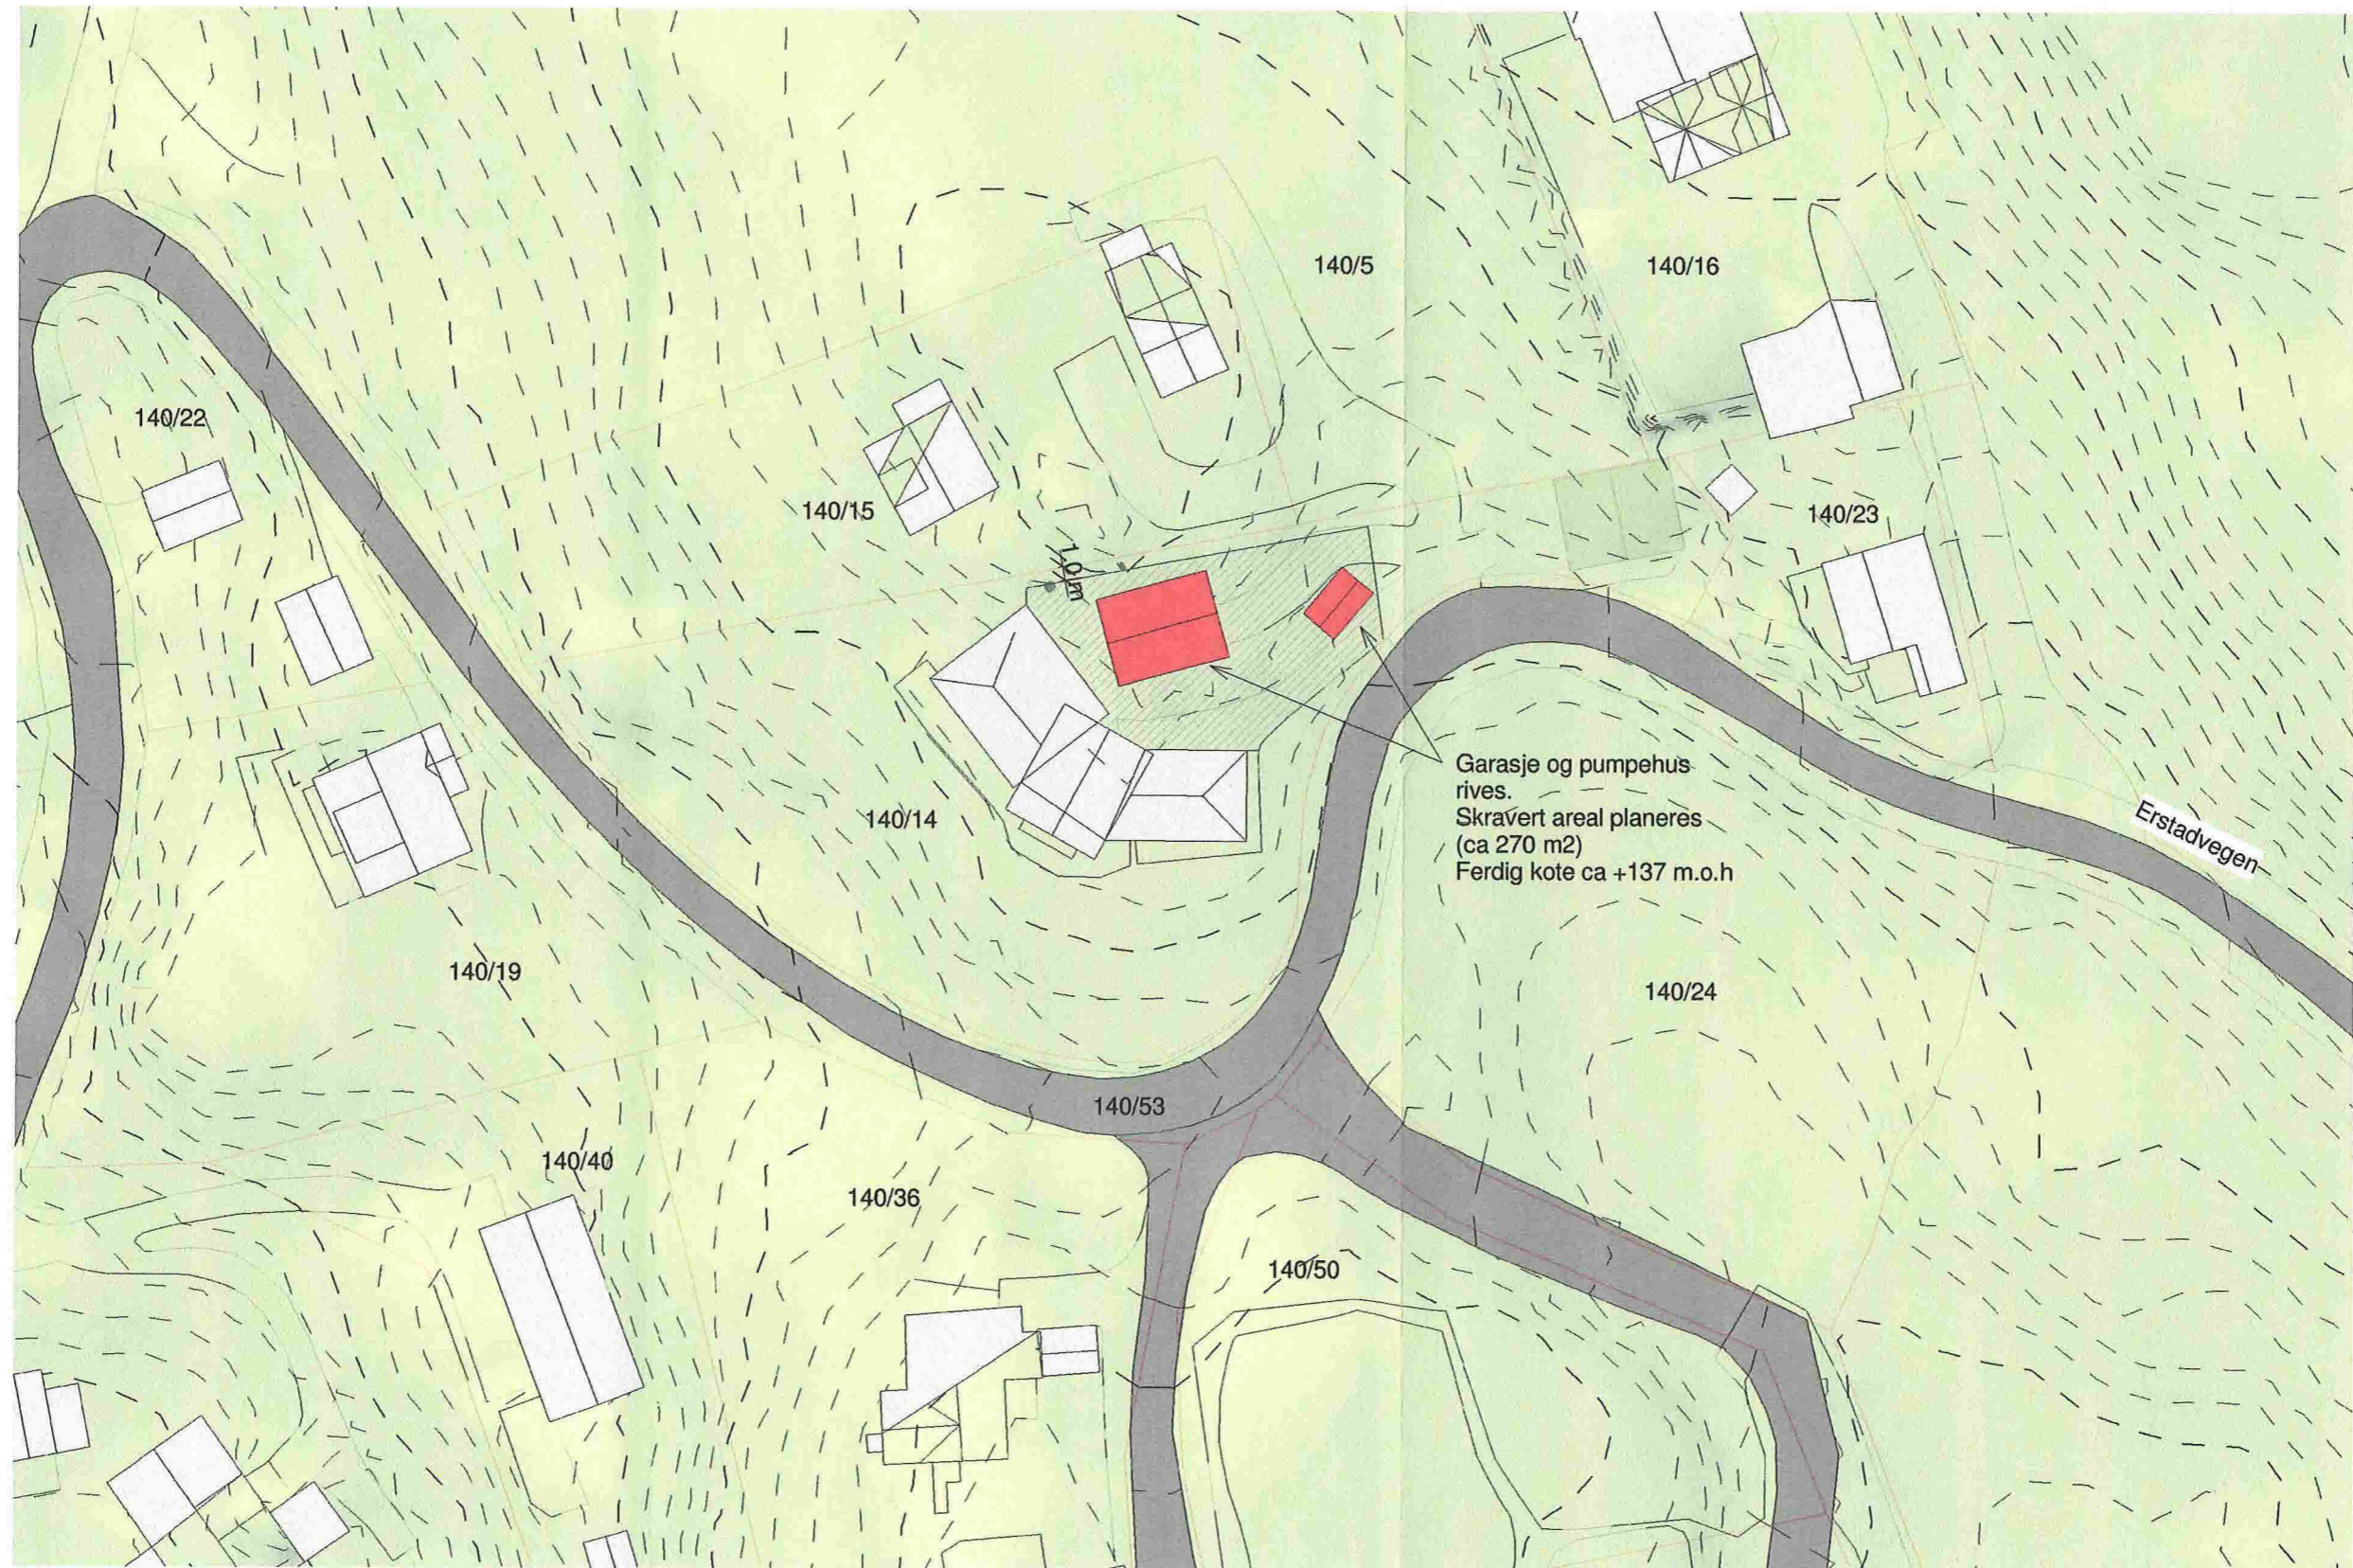 140/5
140/16
140/22
140/15
140/23
1,0 m
Garasje og pumpehus
rives.
Skravert areal planeres
(ca 270 m2)
Ferdig kote ca +137 m.o.h
140/14
Erstadvegen
140/19
140/24
140/53
140/40
140/36
140/50